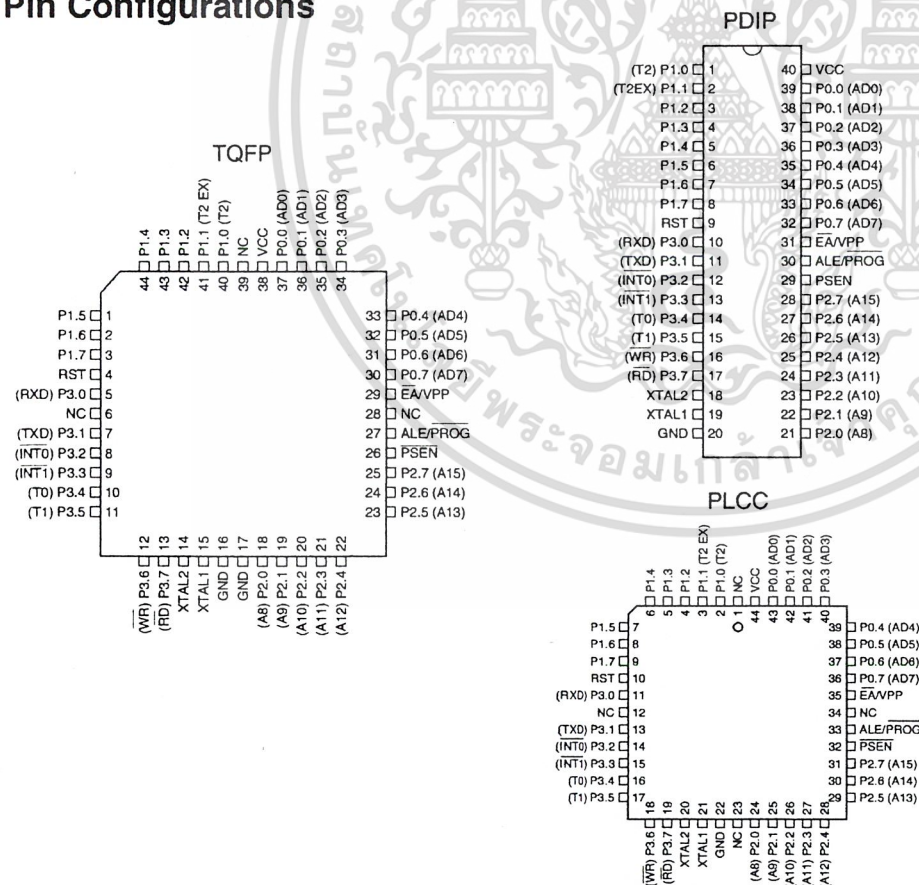 Pin Configurations
TQFP
P1.4
P1.3
P1.2
P1.1 (T2 EX)
P1.0 (T2)
NC
VCC
P0.0 (AD0)
P0.1 (AD1)
P0.2 (AD2)
P0.3 (AD3)
44 43 42 41 40 39 38 37 36 35 34
P1.5 1 33 P0.4 (AD4)
P1.6 2 32 P0.5 (AD5)
P1.7 3 31 P0.6 (AD6)
RST 4 30 P0.7 (AD7)
(RXD) P3.0 5 29 EA/VPP
NC 6 28 NC
(TXD) P3.1 7 27 ALE/PROG
(INT0) P3.2 8 26 PSEN
(INT1) P3.3 9 25 P2.7 (A15)
(T0) P3.4 10 24 P2.6 (A14)
(T1) P3.5 11 23 P2.5 (A13)
12 13 14 15 16 17 18 19 20 21 22
(WR) P3.6
(RD) P3.7
XTAL2
XTAL1
GND
GND
(A8) P2.0
(A9) P2.1
(A10) P2.2
(A11) P2.3
(A12) P2.4
PDIP
(T2) P1.0 1 40 VCC
(T2EX) P1.1 2 39 P0.0 (AD0)
P1.2 3 38 P0.1 (AD1)
P1.3 4 37 P0.2 (AD2)
P1.4 5 36 P0.3 (AD3)
P1.5 6 35 P0.4 (AD4)
P1.6 7 34 P0.5 (AD5)
P1.7 8 33 P0.6 (AD6)
RST 9 32 P0.7 (AD7)
(RXD) P3.0 10 31 EA/VPP
(TXD) P3.1 11 30 ALE/PROG
(INT0) P3.2 12 29 PSEN
(INT1) P3.3 13 28 P2.7 (A15)
(T0) P3.4 14 27 P2.6 (A14)
(T1) P3.5 15 26 P2.5 (A13)
(WR) P3.6 16 25 P2.4 (A12)
(RD) P3.7 17 24 P2.3 (A11)
XTAL2 18 23 P2.2 (A10)
XTAL1 19 22 P2.1 (A9)
GND 20 21 P2.0 (A8)
PLCC
P1.4
P1.3
P1.2
P1.1 (T2 EX)
P1.0 (T2)
NC
VCC
P0.0 (AD0)
P0.1 (AD1)
P0.2 (AD2)
P0.3 (AD3)
6 5 4 3 2 1 44 43 42 41 40
P1.5 7 39 P0.4 (AD4)
P1.6 8 38 P0.5 (AD5)
P1.7 9 37 P0.6 (AD6)
RST 10 36 P0.7 (AD7)
(RXD) P3.0 11 35 EA/VPP
NC 12 34 NC
(TXD) P3.1 13 33 ALE/PROG
(INT0) P3.2 14 32 PSEN
(INT1) P3.3 15 31 P2.7 (A15)
(T0) P3.4 16 30 P2.6 (A14)
(T1) P3.5 17 29 P2.5 (A13)
18 19 20 21 22 23 24 25 26 27 28
(WR) P3.6
(RD) P3.7
XTAL2
XTAL1
GND
NC
(A8) P2.0
(A9) P2.1
A10) P2.2
A11) P2.3
A12) P2.4